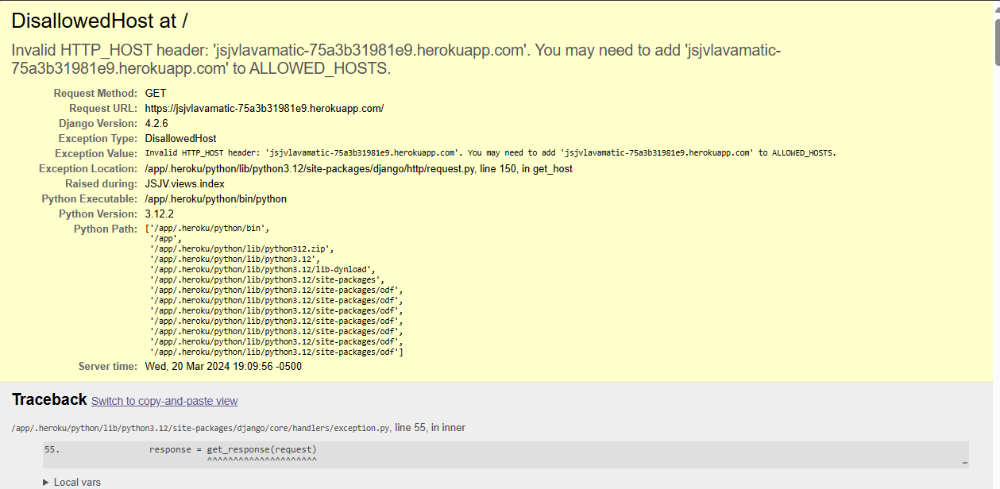 DisallowedHost at /
Invalid HTTP_HOST header: 'jsjvlavamatic-75a3b31981e9.herokuapp.com'. You may need to add 'jsjvlavamatic-
75a3b31981e9.herokuapp.com' to ALLOWED_HOSTS.
Request Method: GET
Request URL: https://jsjvlavamatic-75a3b31981e9.herokuapp.com/
Django Version: 4.2.6
Exception Type: DisallowedHost
Exception Value: Invalid HTTP_HOST header: 'jsjvlavamatic-75a3b31981e9.herokuapp.com'. You may need to add 'jsjvlavamatic-75a3b31981e9.herokuapp.com' to ALLOWED_HOSTS.
Exception Location: /app/.heroku/python/lib/python3.12/site-packages/django/http/request.py, line 150, in get_host
Raised during: JSJV.views.index
Python Executable: /app/.heroku/python/bin/python
Python Version: 3.12.2
Python Path: ['/app/.heroku/python/bin',
'/app',
'/app/.heroku/python/lib/python312.zip',
'/app/.heroku/python/lib/python3.12',
'/app/.heroku/python/lib/python3.12/lib-dynload',
'/app/.heroku/python/lib/python3.12/site-packages',
'/app/.heroku/python/lib/python3.12/site-packages/odf',
'/app/.heroku/python/lib/python3.12/site-packages/odf',
'/app/.heroku/python/lib/python3.12/site-packages/odf',
'/app/.heroku/python/lib/python3.12/site-packages/odf',
'/app/.heroku/python/lib/python3.12/site-packages/odf',
'/app/.heroku/python/lib/python3.12/site-packages/odf',
'/app/.heroku/python/lib/python3.12/site-packages/odf']
Server time: Wed, 20 Mar 2024 19:09:56 -0500
Traceback Switch to copy-and-paste view
/app/.heroku/python/lib/python3.12/site-packages/django/core/handlers/exception.py, line 55, in inner
55. response = get_response(request)
^^^^^^^^^^^^^^^^^^^^^ …
▶ Local vars